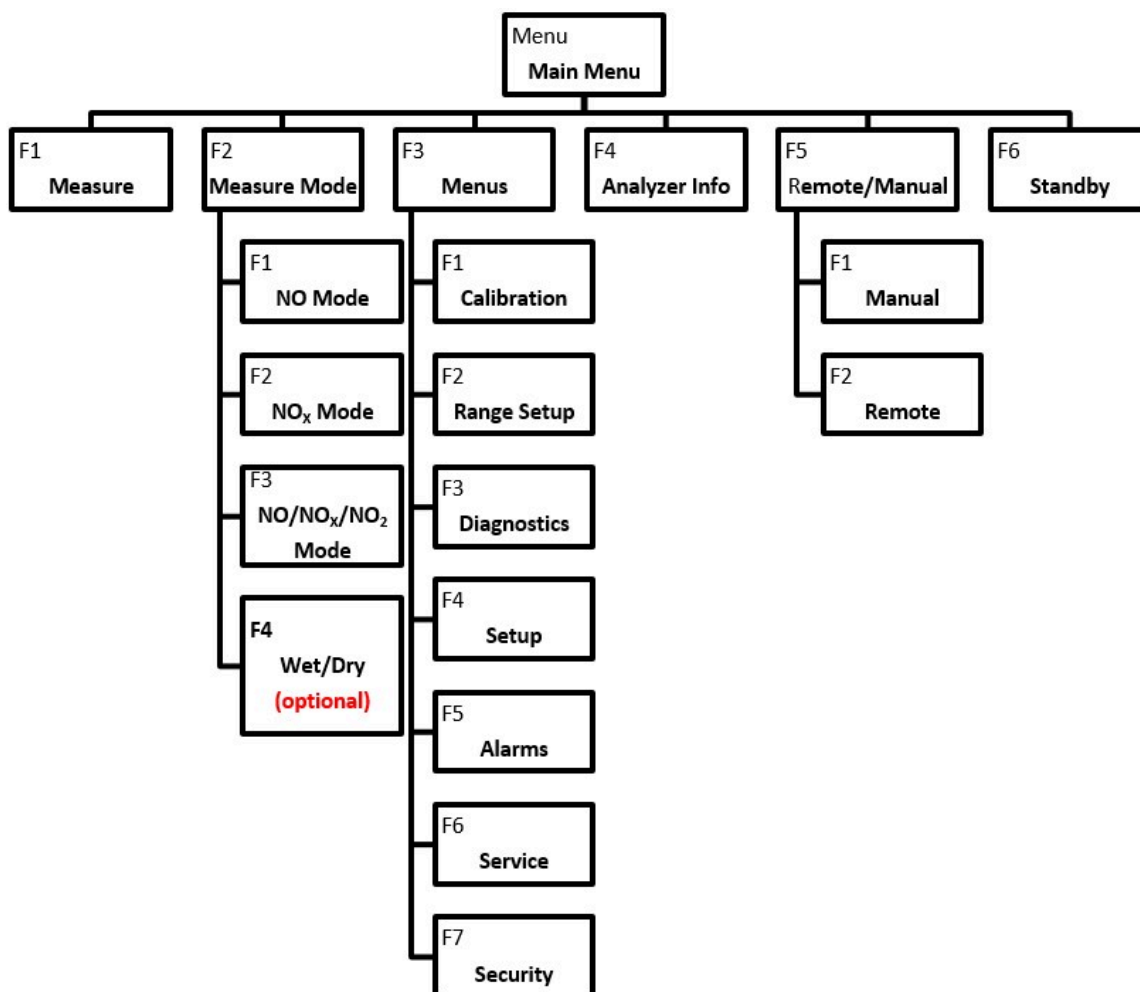 Menu
Main Menu
F1
Measure
F2
Measure Mode
F3
Menus
F4
Analyzer Info
F5
Remote/Manual
F6
Standby
F1
NO Mode
F2
NOₓ Mode
F3
NO/NOₓ/NO₂
Mode
F4
Wet/Dry
(optional)
F1
Calibration
F2
Range Setup
F3
Diagnostics
F4
Setup
F5
Alarms
F6
Service
F7
Security
F1
Manual
F2
Remote